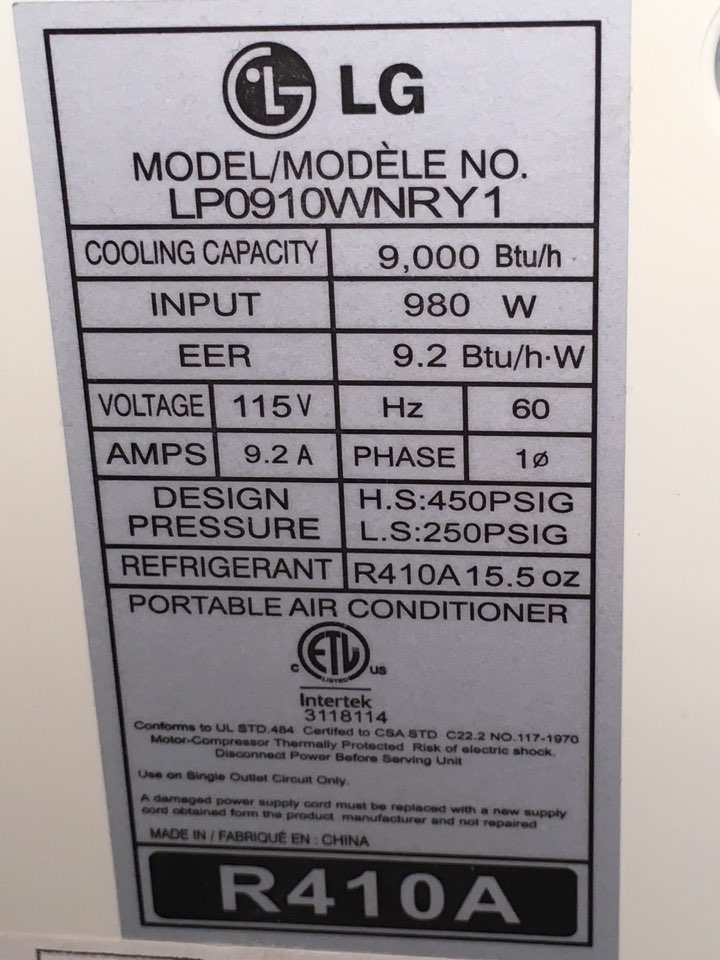 LG
MODEL/MODÈLE NO.
LP0910WNRY1
COOLING CAPACITY 9,000 Btu/h
INPUT 980 W
EER 9.2 Btu/h·W
VOLTAGE 115 V Hz 60
AMPS 9.2 A PHASE 1ø
DESIGN PRESSURE H.S:450PSIG L.S:250PSIG
REFRIGERANT R410A 15.5 oz
PORTABLE AIR CONDITIONER
c ETL us
LISTED
Intertek
3118114
Conforms to UL STD.484 Certifed to CSA STD C22.2 NO.117-1970
Motor-Compressor Thermally Protected Risk of electric shock.
Disconnect Power Before Serving Unit
Use on Single Outlet Circuit Only.
A damaged power supply cord must be replaced with a new supply
cord obtained form the product manufacturer and not repaired
MADE IN / FABRIQUÉ EN : CHINA
R410A